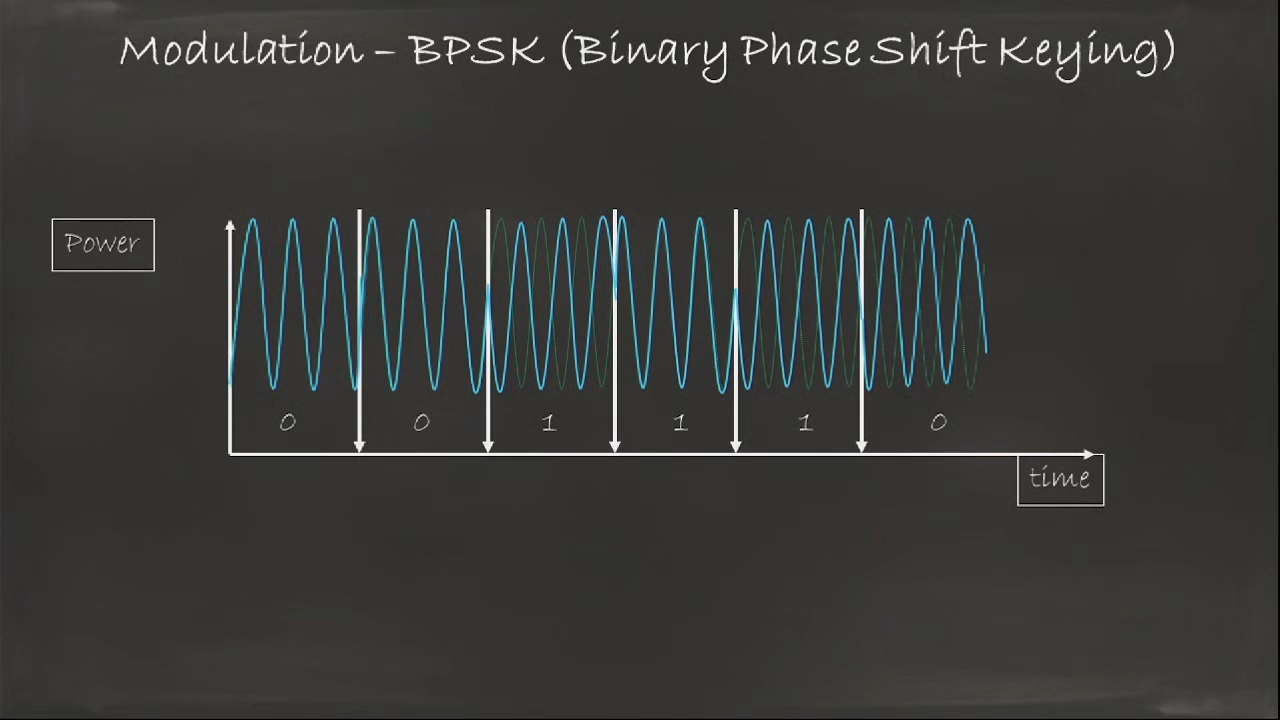 Modulation – BPSK (Binary Phase Shift Keying)
Power
0 0 1 1 1 0
time